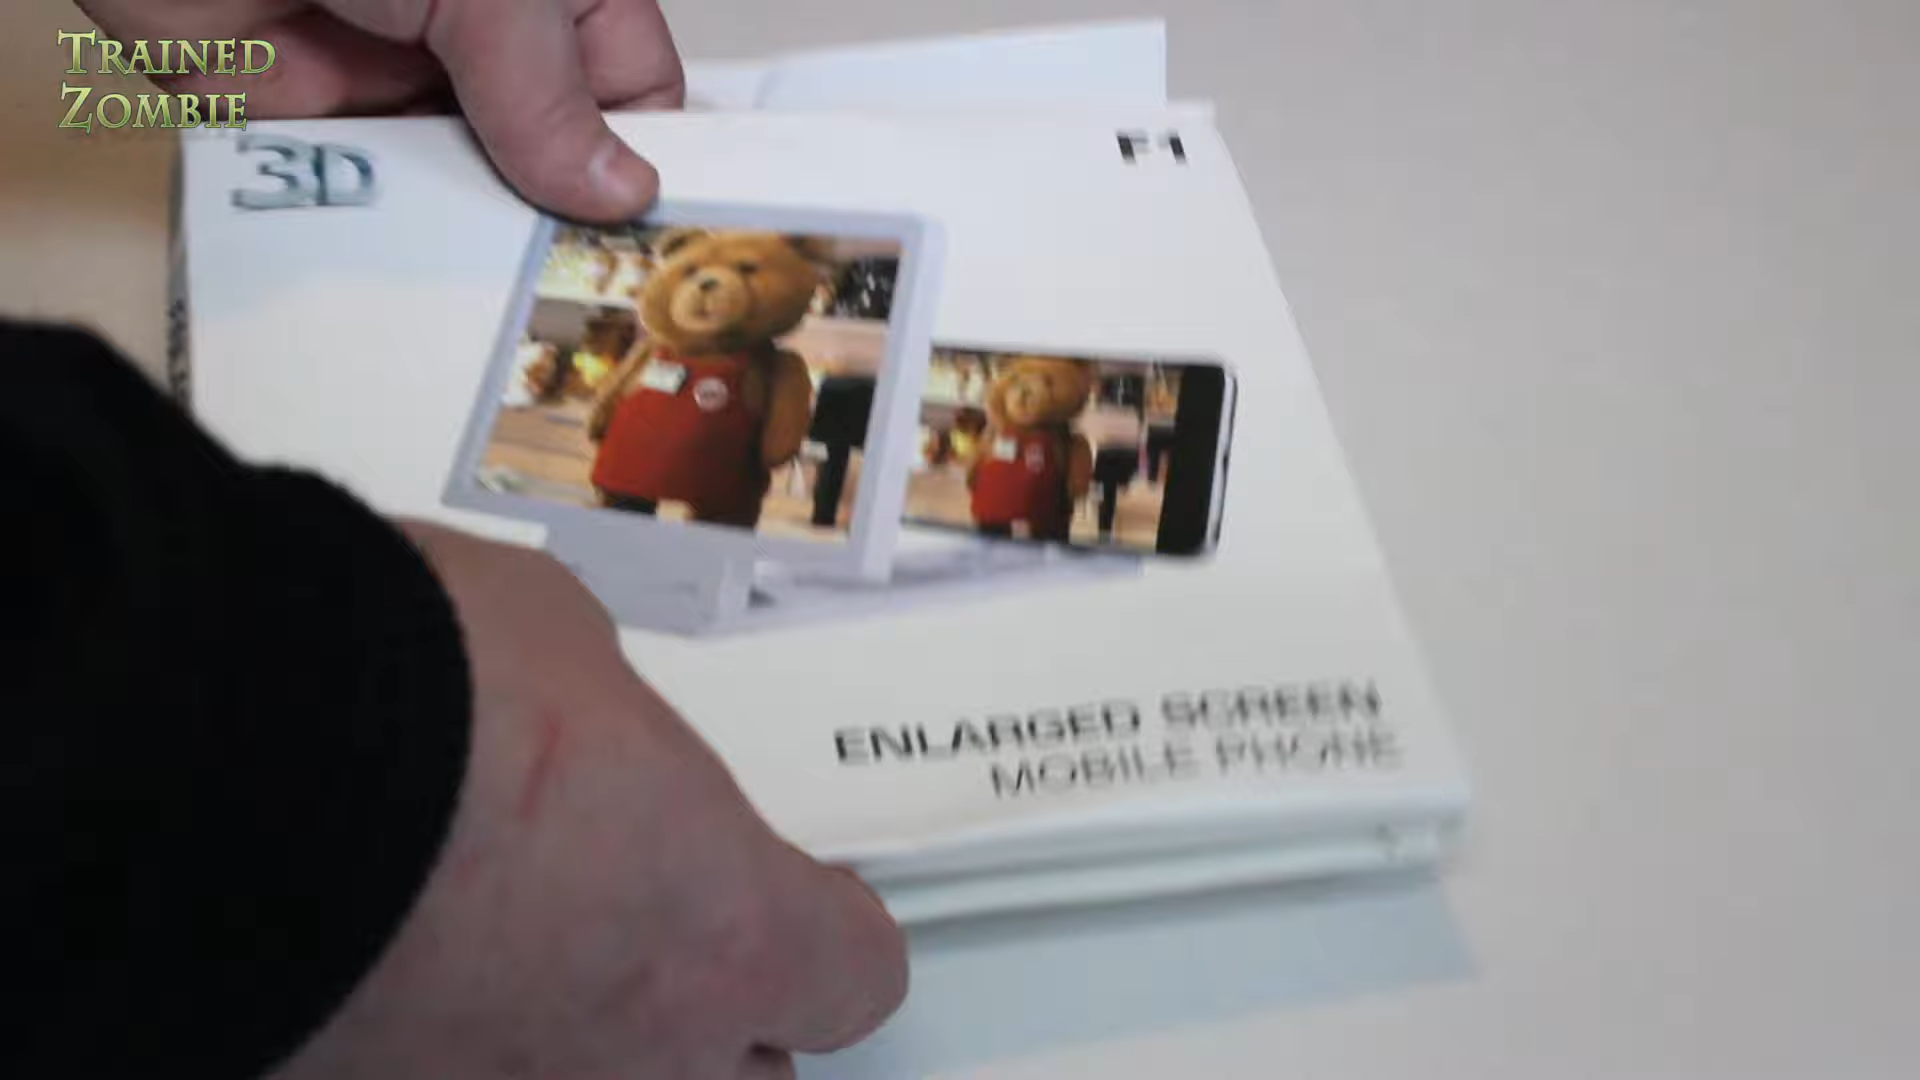 TRAINED
ZOMBIE
3D
F1
ENLARGED SCREEN
MOBILE PHONE